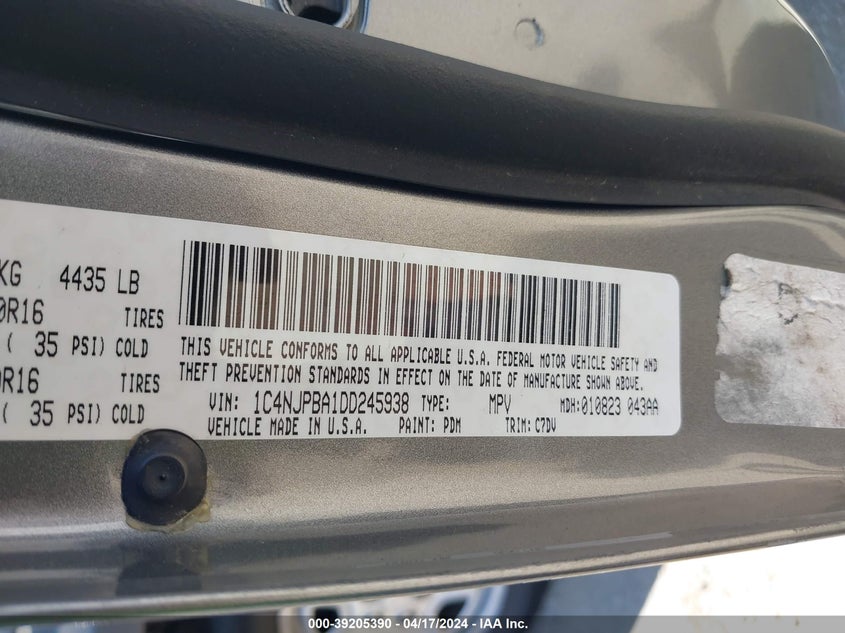 KG 4435 LB
0R16 TIRES
( 35 PSI) COLD
0R16 TIRES
( 35 PSI) COLD
THIS VEHICLE CONFORMS TO ALL APPLICABLE U.S.A. FEDERAL MOTOR VEHICLE SAFETY AND
THEFT PREVENTION STANDARDS IN EFFECT ON THE DATE OF MANUFACTURE SHOWN ABOVE.
VIN: 1C4NJPBA1DD245938 TYPE: MPV MDH:010823 043AA
VEHICLE MADE IN U.S.A. PAINT: PDM TRIM: C7DV
000-39205390 - 04/17/2024 - IAA Inc.